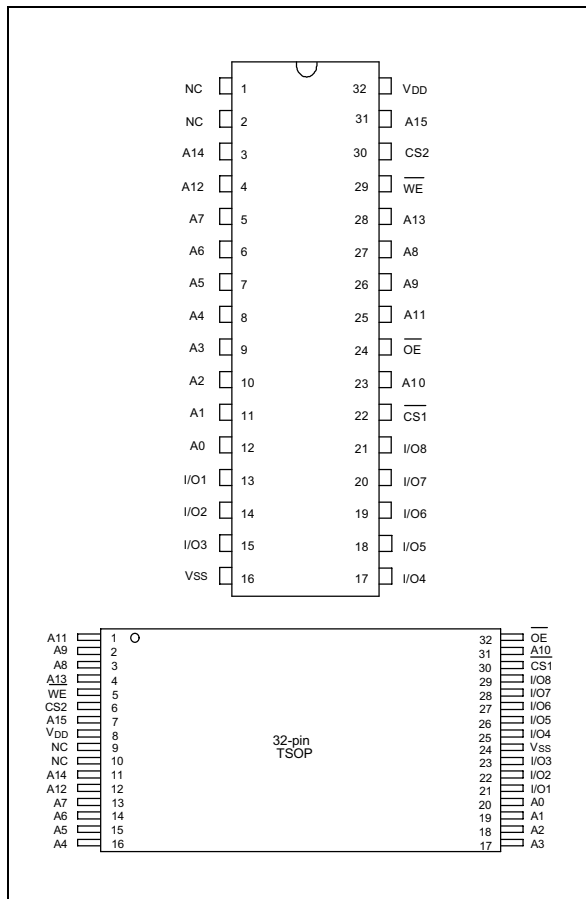 NC 1 32 VDD
NC 2 31 A15
A14 3 30 CS2
A12 4 29 WE
A7 5 28 A13
A6 6 27 A8
A5 7 26 A9
A4 8 25 A11
A3 9 24 OE
A2 10 23 A10
A1 11 22 CS1
A0 12 21 I/O8
I/O1 13 20 I/O7
I/O2 14 19 I/O6
I/O3 15 18 I/O5
VSS 16 17 I/O4
A11 1 32 OE
A9 2 31 A10
A8 3 30 CS1
A13 4 29 I/O8
WE 5 28 I/O7
CS2 6 27 I/O6
A15 7 26 I/O5
VDD 8 25 I/O4
NC 9 24 VSS
NC 10 23 I/O3
A14 11 22 I/O2
A12 12 21 I/O1
A7 13 20 A0
A6 14 19 A1
A5 15 18 A2
A4 16 17 A3
32-pin
TSOP